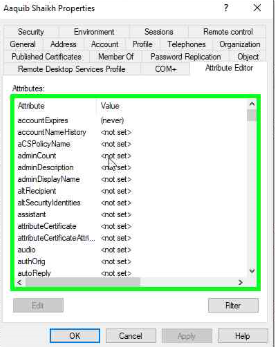 Aaquib Shaikh Properties
?
Security Environment Sessions Remote control
General Address Account Profile Telephones Organization
Published Certificates Member Of Password Replication Object
Remote Desktop Services Profile COM+ Attribute Editor
Attributes:
Attribute Value
accountExpires (never)
accountNameHistory <not set>
aCSPolicyName <not set>
adminCount <not set>
adminDescription <not set>
adminDisplayName <not set>
altRecipient <not set>
altSecurityIdentities <not set>
assistant <not set>
attributeCertificate <not set>
attributeCertificateAttri... <not set>
audio <not set>
authOrig <not set>
autoReply <not set>
Edit Filter
OK Cancel Apply Help